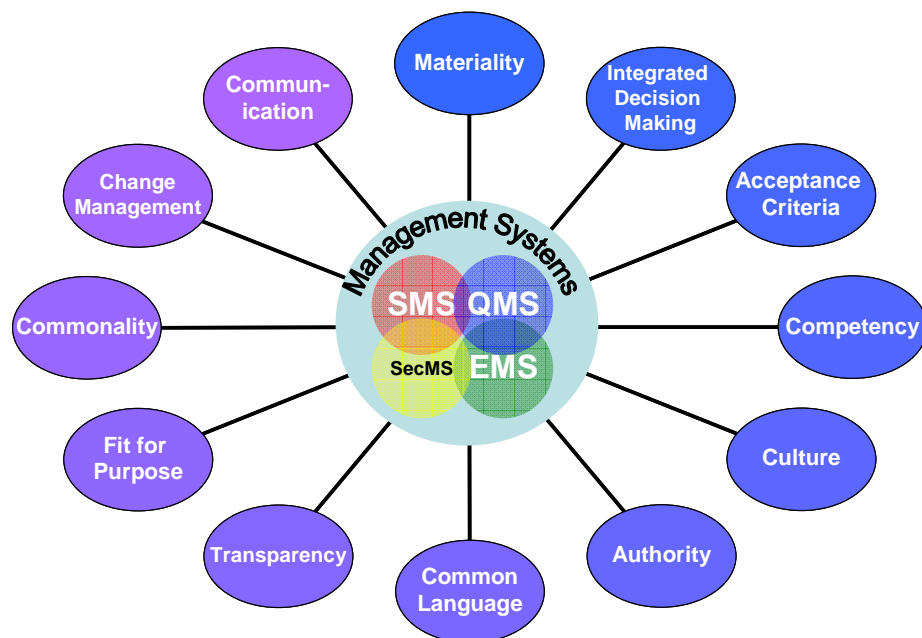 Materiality
Integrated
Decision
Making
Acceptance
Criteria
Competency
Culture
Authority
Common
Language
Transparency
Fit for
Purpose
Commonality
Change
Management
Commun-
ication
Management Systems
SMS QMS
SecMS EMS